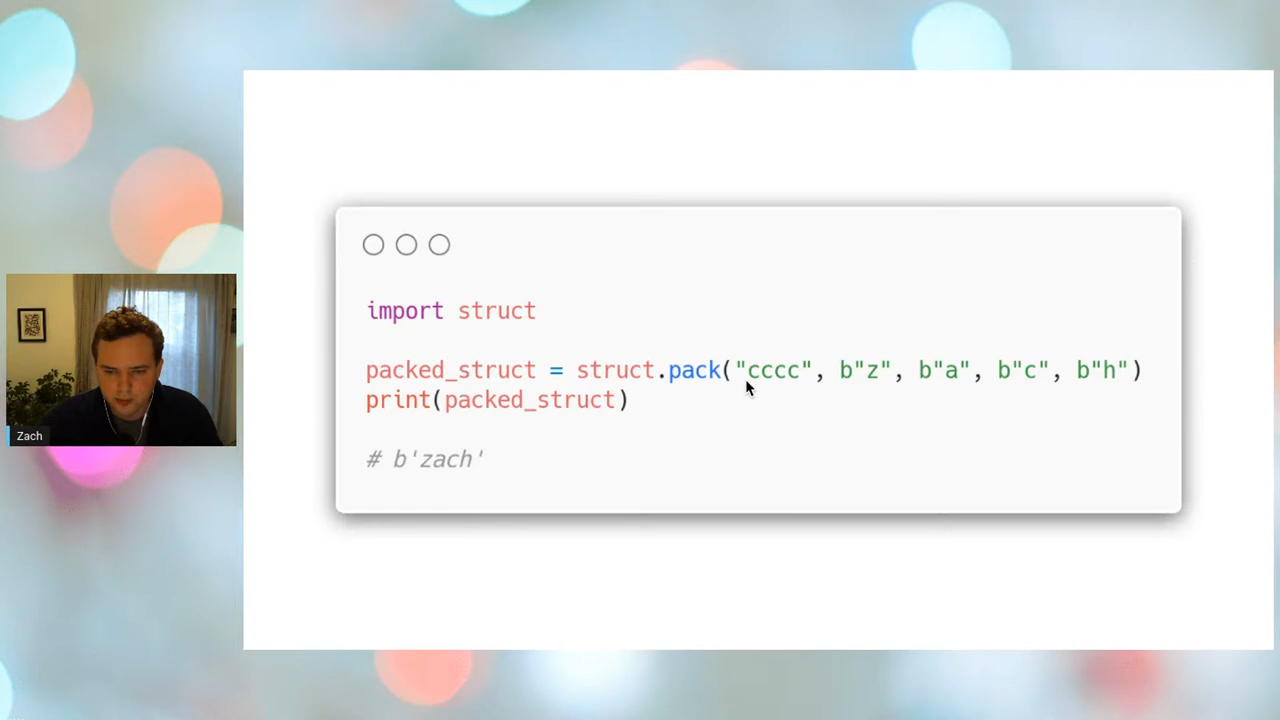 import struct
packed_struct = struct.pack("cccc", b"z", b"a", b"c", b"h")
print(packed_struct)
# b'zach'
Zach